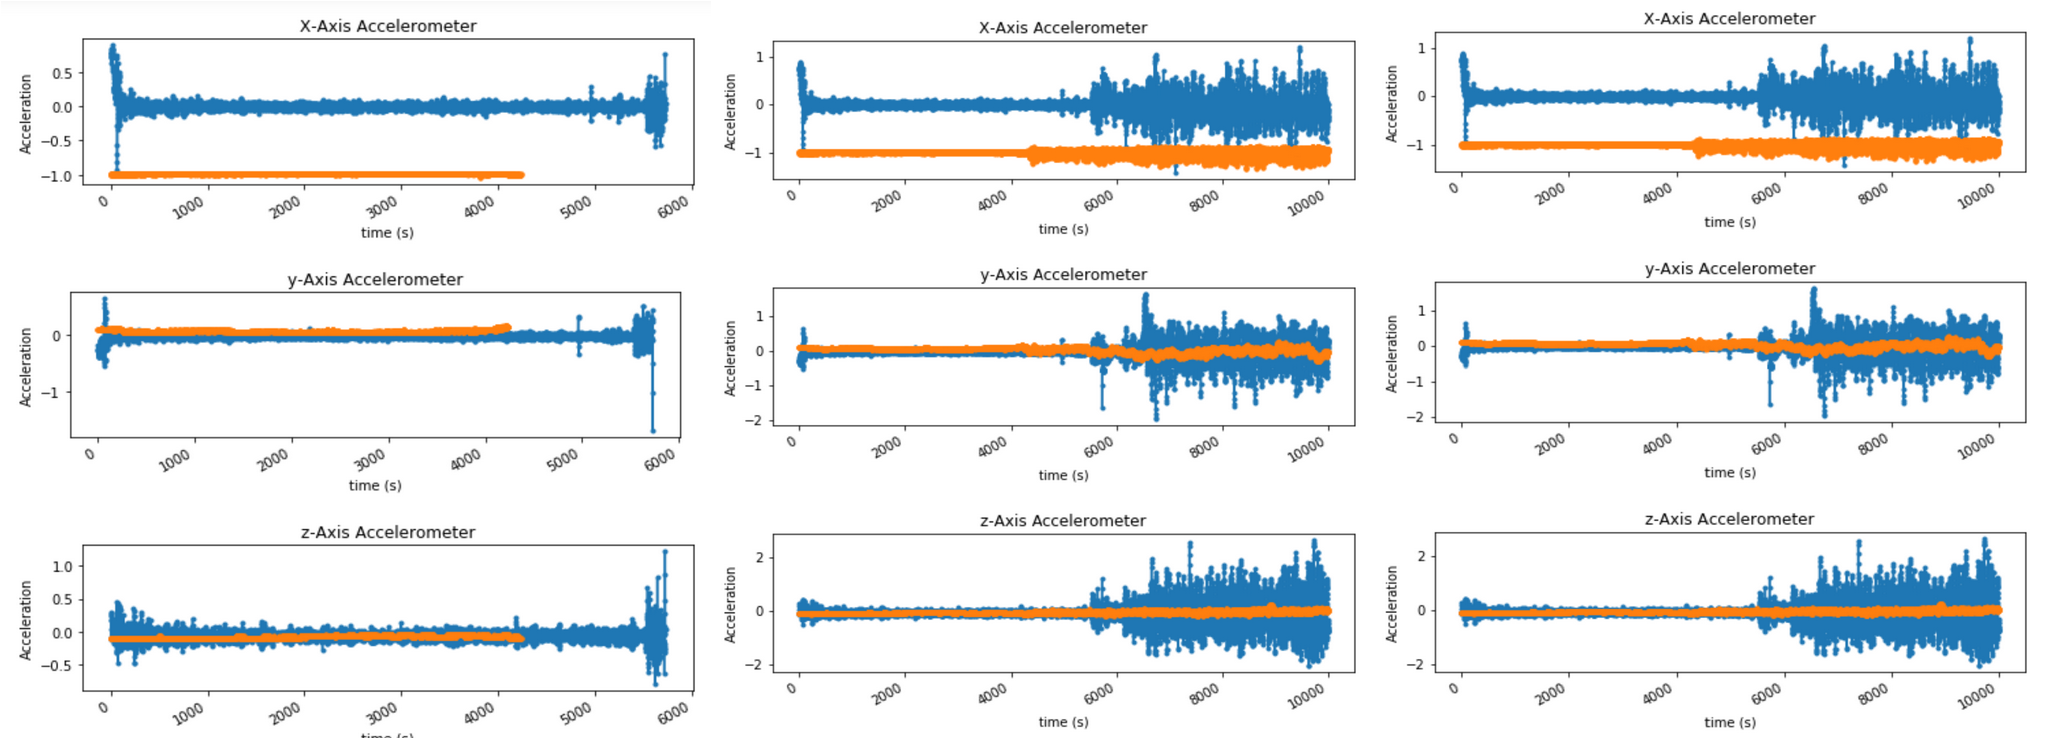 X-Axis Accelerometer
Acceleration
0.5
0.0
−0.5
−1.0
0 1000 2000 3000 4000 5000 6000
time (s)
X-Axis Accelerometer
Acceleration
1
0
−1
0 2000 4000 6000 8000 10000
time (s)
X-Axis Accelerometer
Acceleration
1
0
−1
0 2000 4000 6000 8000 10000
time (s)
y-Axis Accelerometer
Acceleration
0
−1
0 1000 2000 3000 4000 5000 6000
time (s)
y-Axis Accelerometer
Acceleration
1
0
−1
−2
0 2000 4000 6000 8000 10000
time (s)
y-Axis Accelerometer
Acceleration
1
0
−1
−2
0 2000 4000 6000 8000 10000
time (s)
z-Axis Accelerometer
Acceleration
1.0
0.5
0.0
−0.5
0 1000 2000 3000 4000 5000 6000
time (s)
z-Axis Accelerometer
Acceleration
2
0
−2
0 2000 4000 6000 8000 10000
time (s)
z-Axis Accelerometer
Acceleration
2
0
−2
0 2000 4000 6000 8000 10000
time (s)